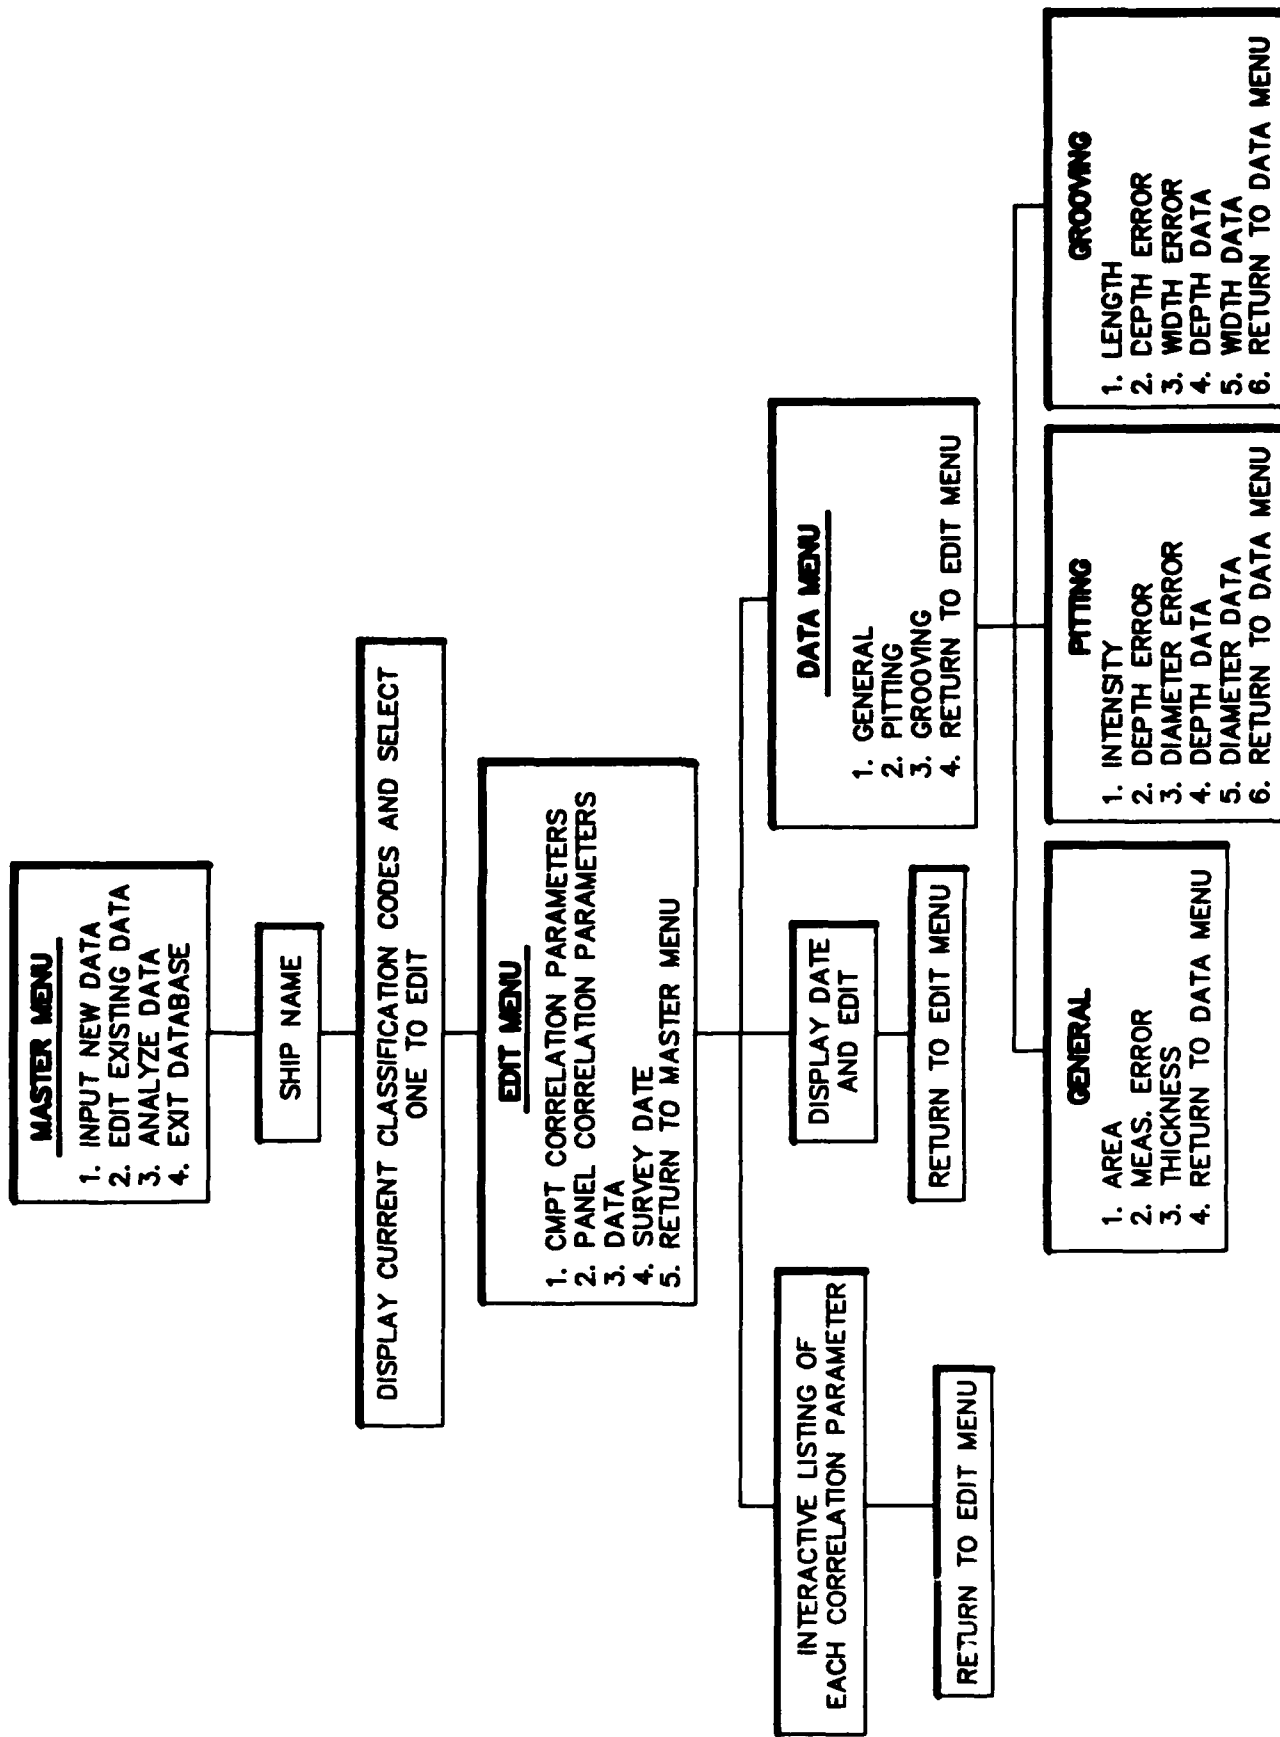 MASTER MENU
1. INPUT NEW DATA
2. EDIT EXISTING DATA
3. ANALYZE DATA
4. EXIT DATABASE
SHIP NAME
DISPLAY CURRENT CLASSIFICATION CODES AND SELECT
ONE TO EDIT
EDIT MENU
1. CMPT CORRELATION PARAMETERS
2. PANEL CORRELATION PARAMETERS
3. DATA
4. SURVEY DATE
5. RETURN TO MASTER MENU
INTERACTIVE LISTING OF
EACH CORRELATION PARAMETER
RETURN TO EDIT MENU
DISPLAY DATE
AND EDIT
RETURN TO EDIT MENU
DATA MENU
1. GENERAL
2. PITTING
3. GROOVING
4. RETURN TO EDIT MENU
GENERAL
1. AREA
2. MEAS. ERROR
3. THICKNESS
4. RETURN TO DATA MENU
PITTING
1. INTENSITY
2. DEPTH ERROR
3. DIAMETER ERROR
4. DEPTH DATA
5. DIAMETER DATA
6. RETURN TO DATA MENU
GROOVING
1. LENGTH
2. CEPTH ERROR
3. WIDTH ERROR
4. DEPTH DATA
5. WIDTH DATA
6. RETURN TO DATA MENU